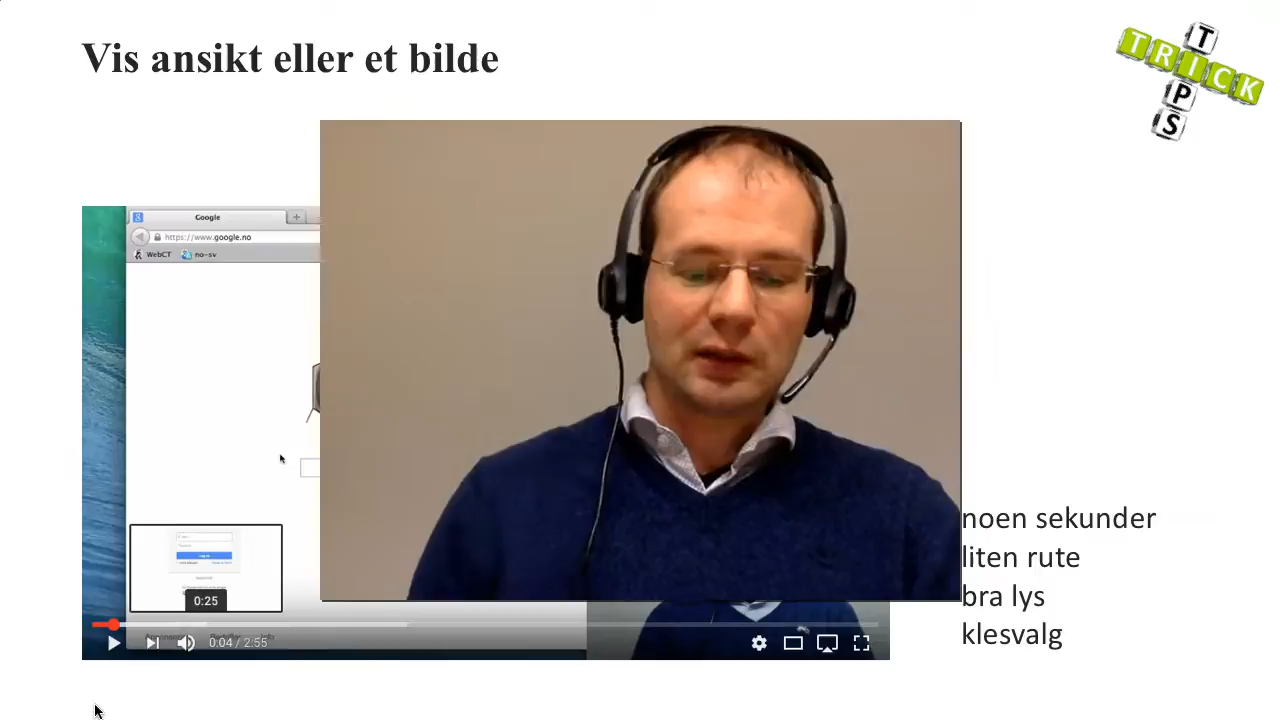 Vis ansikt eller et bilde
TRICK
TIPS
Google
https://www.google.no
WebCT no-sv
0:25
0:04 / 2:55
noen sekunder
liten rute
bra lys
klesvalg